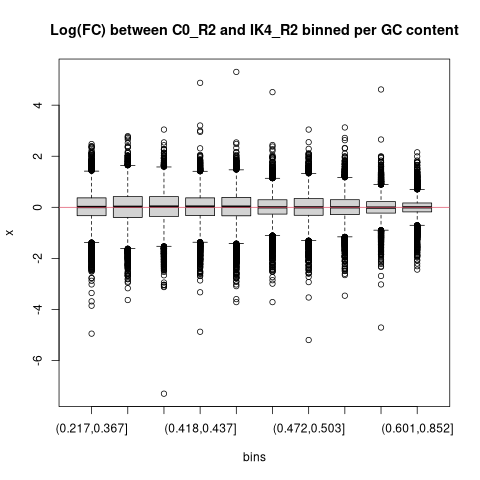 Log(FC) between C0_R2 and IK4_R2 binned per GC content
x
4
2
0
-2
-4
-6
(0.217,0.367] (0.418,0.437] (0.472,0.503] (0.601,0.852]
bins